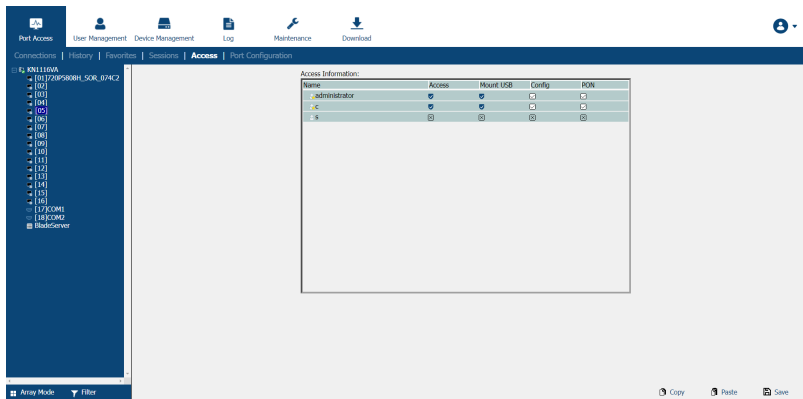 Port Access User Management Device Management Log Maintenance Download
Connections | History | Favorites | Sessions | Access | Port Configuration
KN1116VA
[01]720P5808H_SOR_074C2
[02]
[03]
[04]
[05]
[06]
[07]
[08]
[09]
[10]
[11]
[12]
[13]
[14]
[15]
[16]
[17]COM1
[18]COM2
BladeServer
Access Information:
Name Access Mount USB Config PON
administrator
c
s
Array Mode Filter
Copy Paste Save